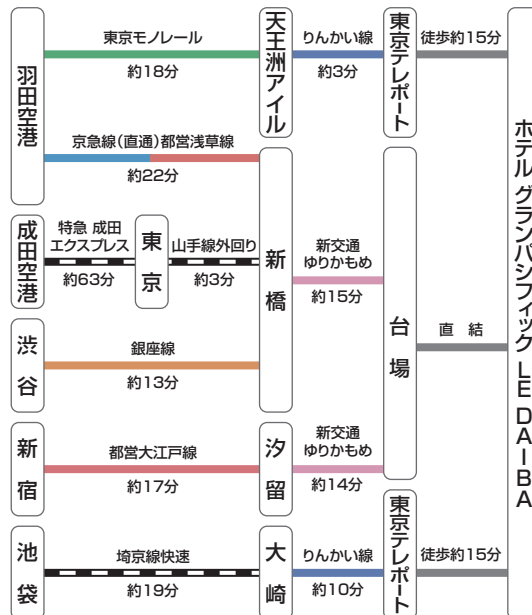 羽田空港
東京モノレール
約18分
天王洲アイル
りんかい線
約3分
東京テレポート
徒歩約15分
京急線(直通)都営浅草線
約22分
新橋
成田空港
特急 成田
エクスプレス
約63分
東京
山手線外回り
約3分
新交通
ゆりかもめ
約15分
台場
直 結
渋谷
銀座線
約13分
新宿
都営大江戸線
約17分
汐留
新交通
ゆりかもめ
約14分
池袋
埼京線快速
約19分
大崎
りんかい線
約10分
東京テレポート
徒歩約15分
ホテル グランパシフィック LE DAIBA